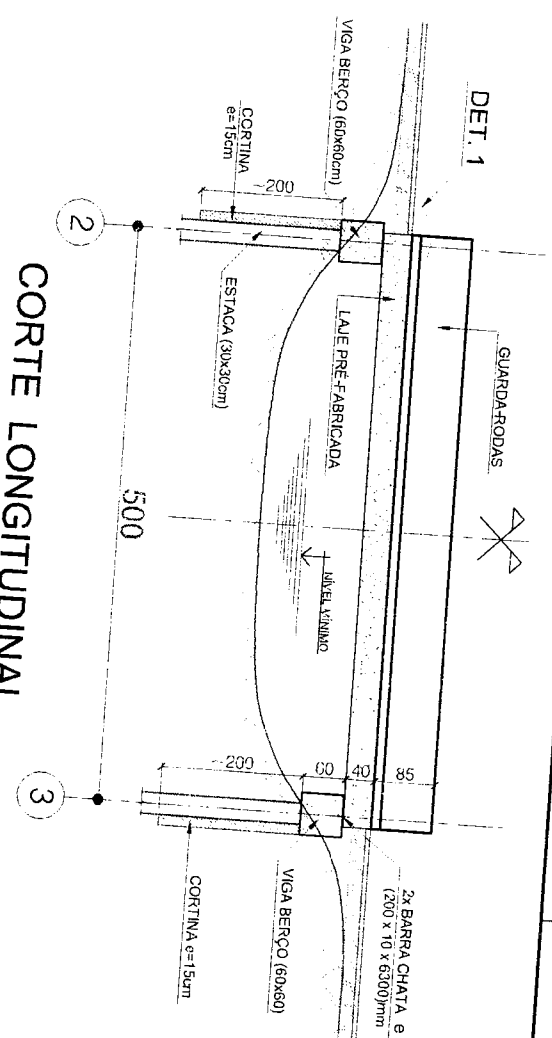 DET. 1
GUARDA-RODAS
VIGA BERÇO (60x60cm)
LAJE PRÉ-FABRICADA
NÍVEL MÍNIMO
CORTINA
e=15cm
~200
ESTACA (30x30cm)
85
40
60
~200
2x BARRA CHATA e
(200 x 10 x 6300)mm
VIGA BERÇO (60x60)
CORTINA e=15cm
2
500
3
CORTE LONGITUDINAL